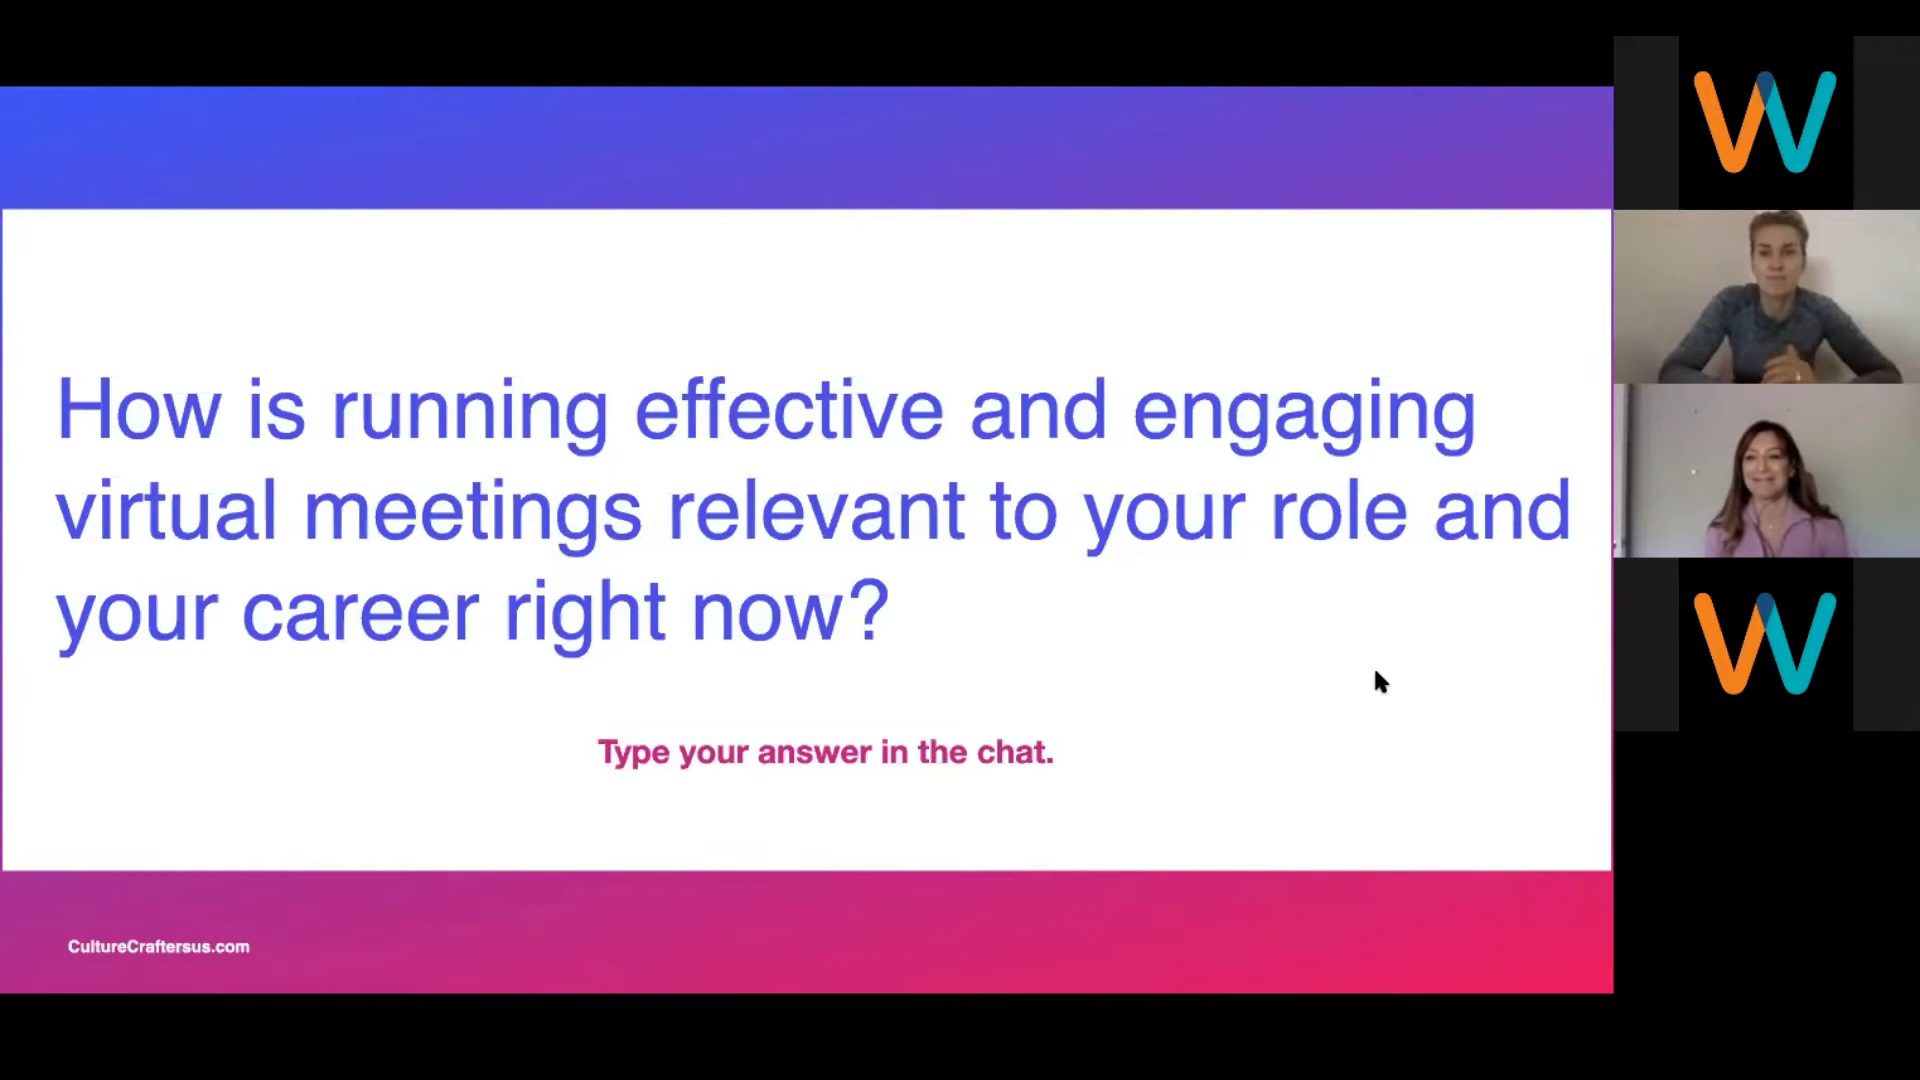 How is running effective and engaging
virtual meetings relevant to your role and
your career right now?
Type your answer in the chat.
CultureCraftersus.com